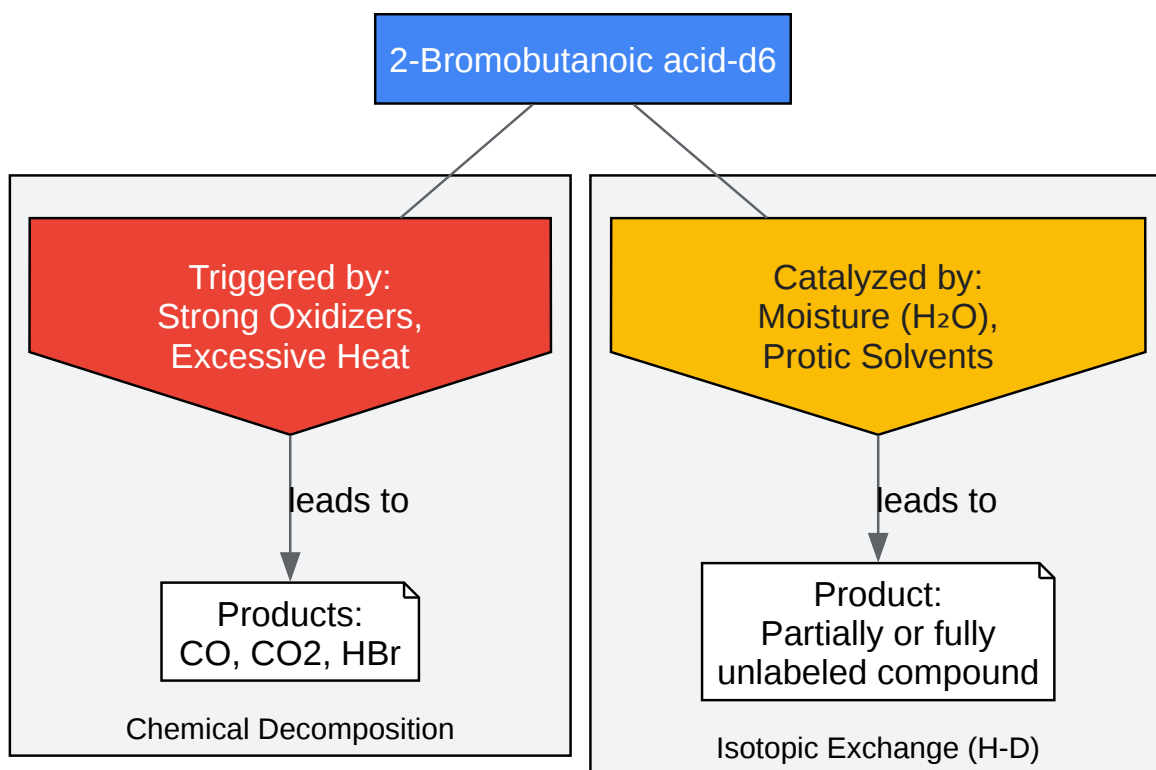 2-Bromobutanoic acid-d6
Triggered by:
Strong Oxidizers,
Excessive Heat
leads to
Products:
CO, CO2, HBr
Chemical Decomposition
Catalyzed by:
Moisture (H₂O),
Protic Solvents
leads to
Product:
Partially or fully
unlabeled compound
Isotopic Exchange (H-D)